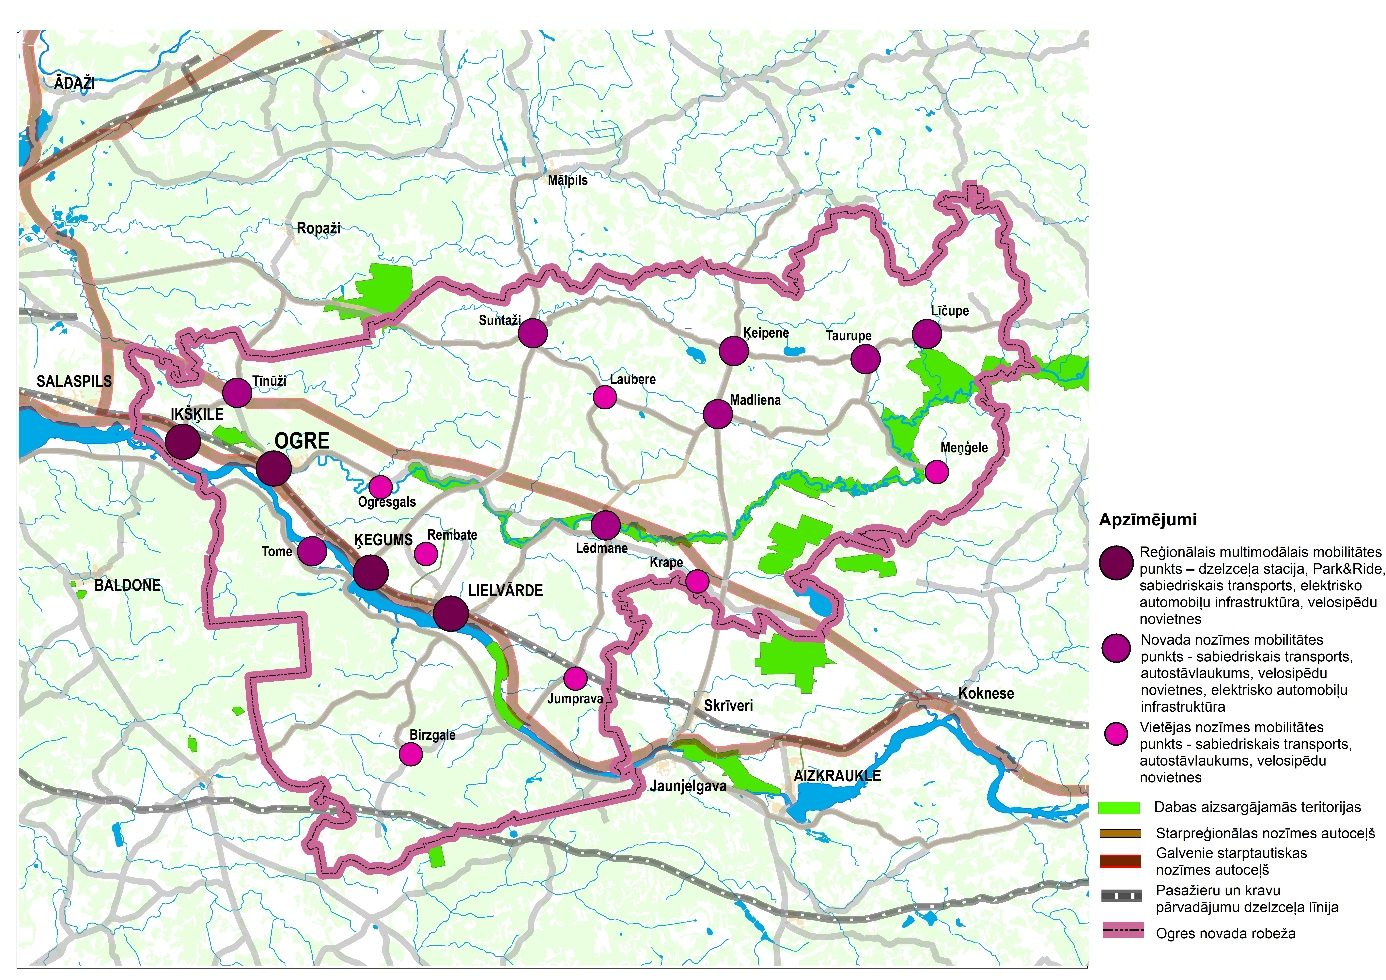 ĀDAŽI
Mālpils
Ropaži
Līčupe
Suntaži
Ķeipene
Taurupe
SALASPILS
Tīnūži
Laubere
Madliena
IKŠĶILE
OGRE
Meņģele
Ogresgals
Rembate
ĶEGUMS
Tome
Lēdmane
Krape
BALDONE
LIELVĀRDE
Jumprava
Koknese
Skrīveri
Birzgale
AIZKRAUKLE
Jaunjelgava
Apzīmējumi
Reģionālais multimodālais mobilitātes
punkts – dzelzceļa stacija, Park&Ride,
sabiedriskais transports, elektrisko
automobiļu infrastruktūra, velosipēdu
novietnes
Novada nozīmes mobilitātes
punkts - sabiedriskais transports,
autostāvlaukums, velosipēdu
novietnes, elektrisko automobiļu
infrastruktūra
Vietējas nozīmes mobilitātes
punkts - sabiedriskais transports,
autostāvlaukums, velosipēdu
novietnes
Dabas aizsargājamās teritorijas
Starpreģionālas nozīmes autoceļš
Galvenie starptautiskas
nozīmes autoceļš
Pasažieru un kravu
pārvadājumu dzelzceļa līnija
Ogres novada robeža